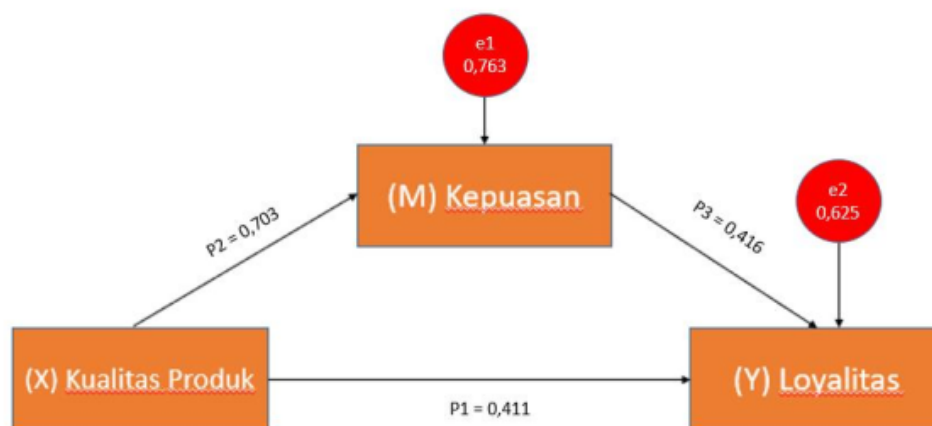 e1
0,763
(M) Kepuasan
e2
0,625
P2 = 0,703
P3 = 0,416
(X) Kualitas Produk
(Y) Loyalitas
P1 = 0,411